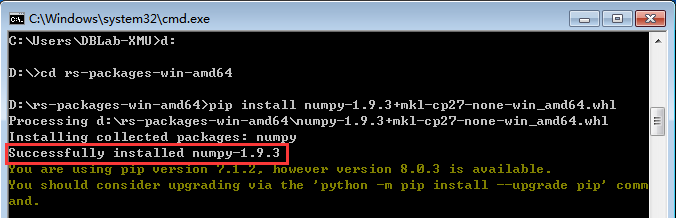 C:\Windows\system32\cmd.exe
C:\Users\DBLab-XMU>d:
D:\>cd rs-packages-win-amd64
D:\rs-packages-win-amd64>pip install numpy-1.9.3+mkl-cp27-none-win_amd64.whl
Processing d:\rs-packages-win-amd64\numpy-1.9.3+mkl-cp27-none-win_amd64.whl
Installing collected packages: numpy
Successfully installed numpy-1.9.3
You are using pip version 7.1.2, however version 8.0.3 is available.
You should consider upgrading via the 'python -m pip install --upgrade pip' comm
and.